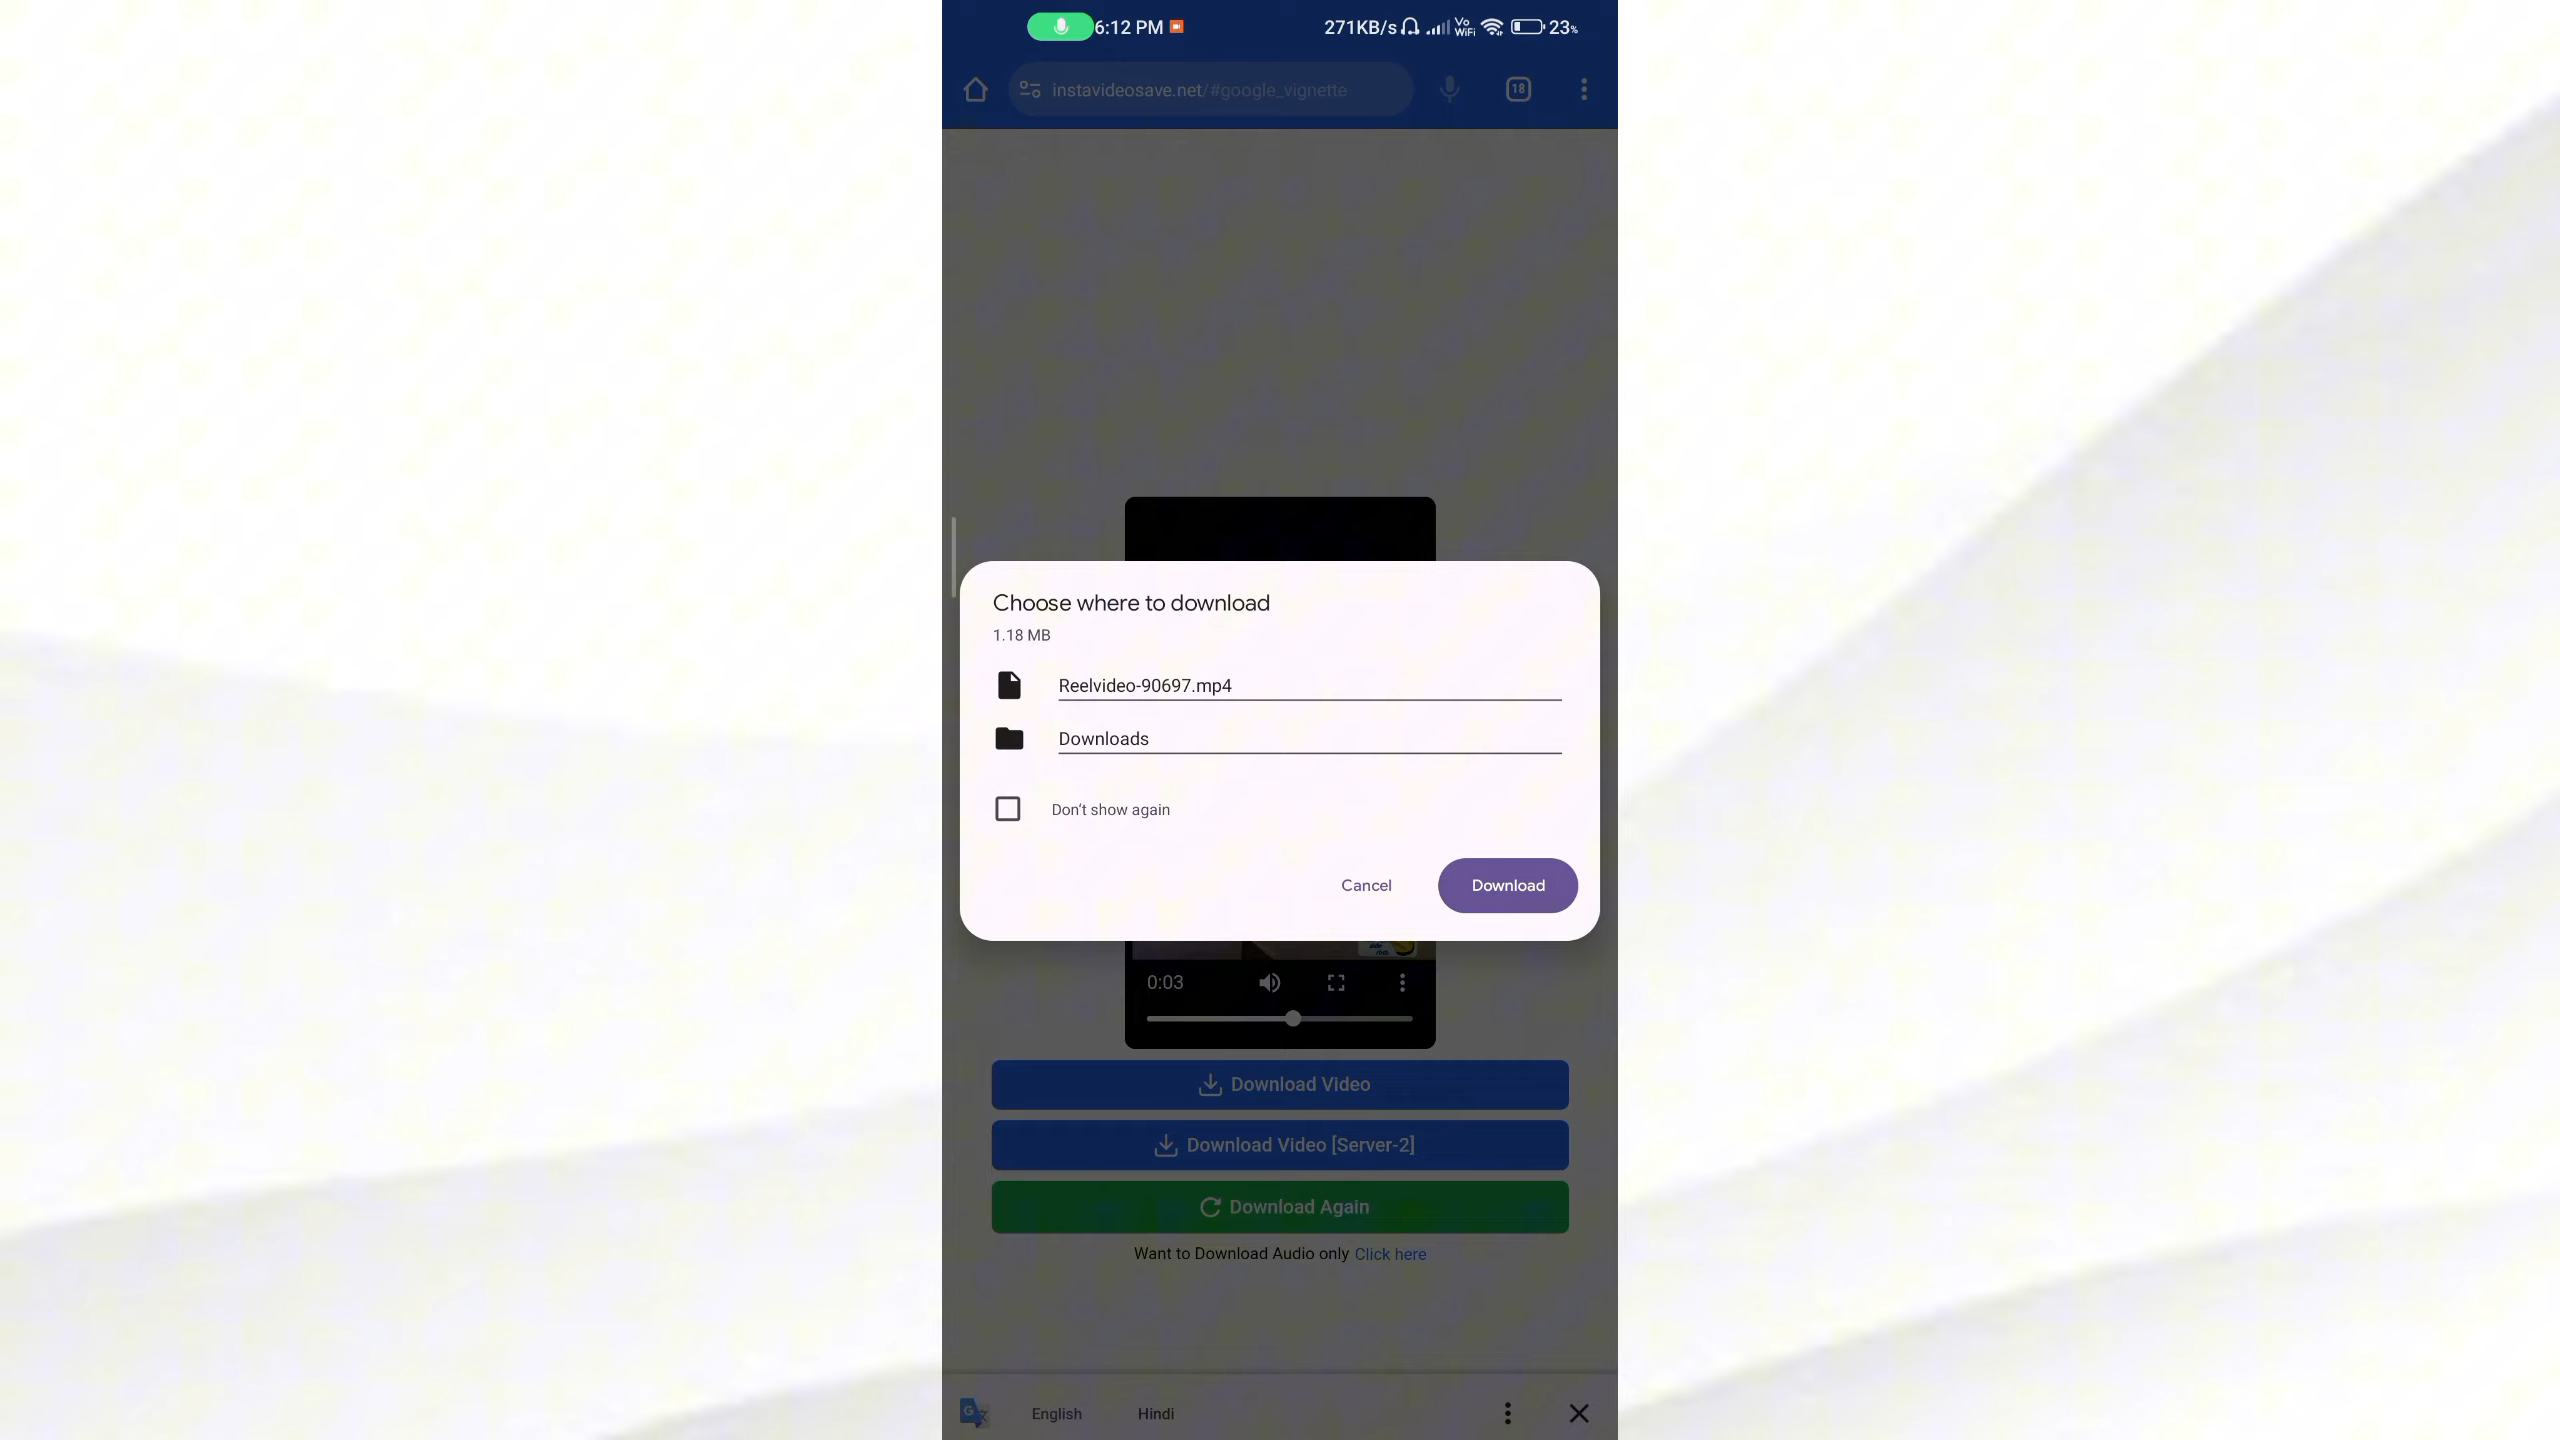 6:12 PM 271KB/s Vo WiFi 23%
instavideosave.net/#google_vignette 18
Choose where to download
1.18 MB
Reelvideo-90697.mp4
Downloads
Don't show again
Cancel Download
0:03
Download Video
Download Video [Server-2]
Download Again
Want to Download Audio only Click here
G English Hindi